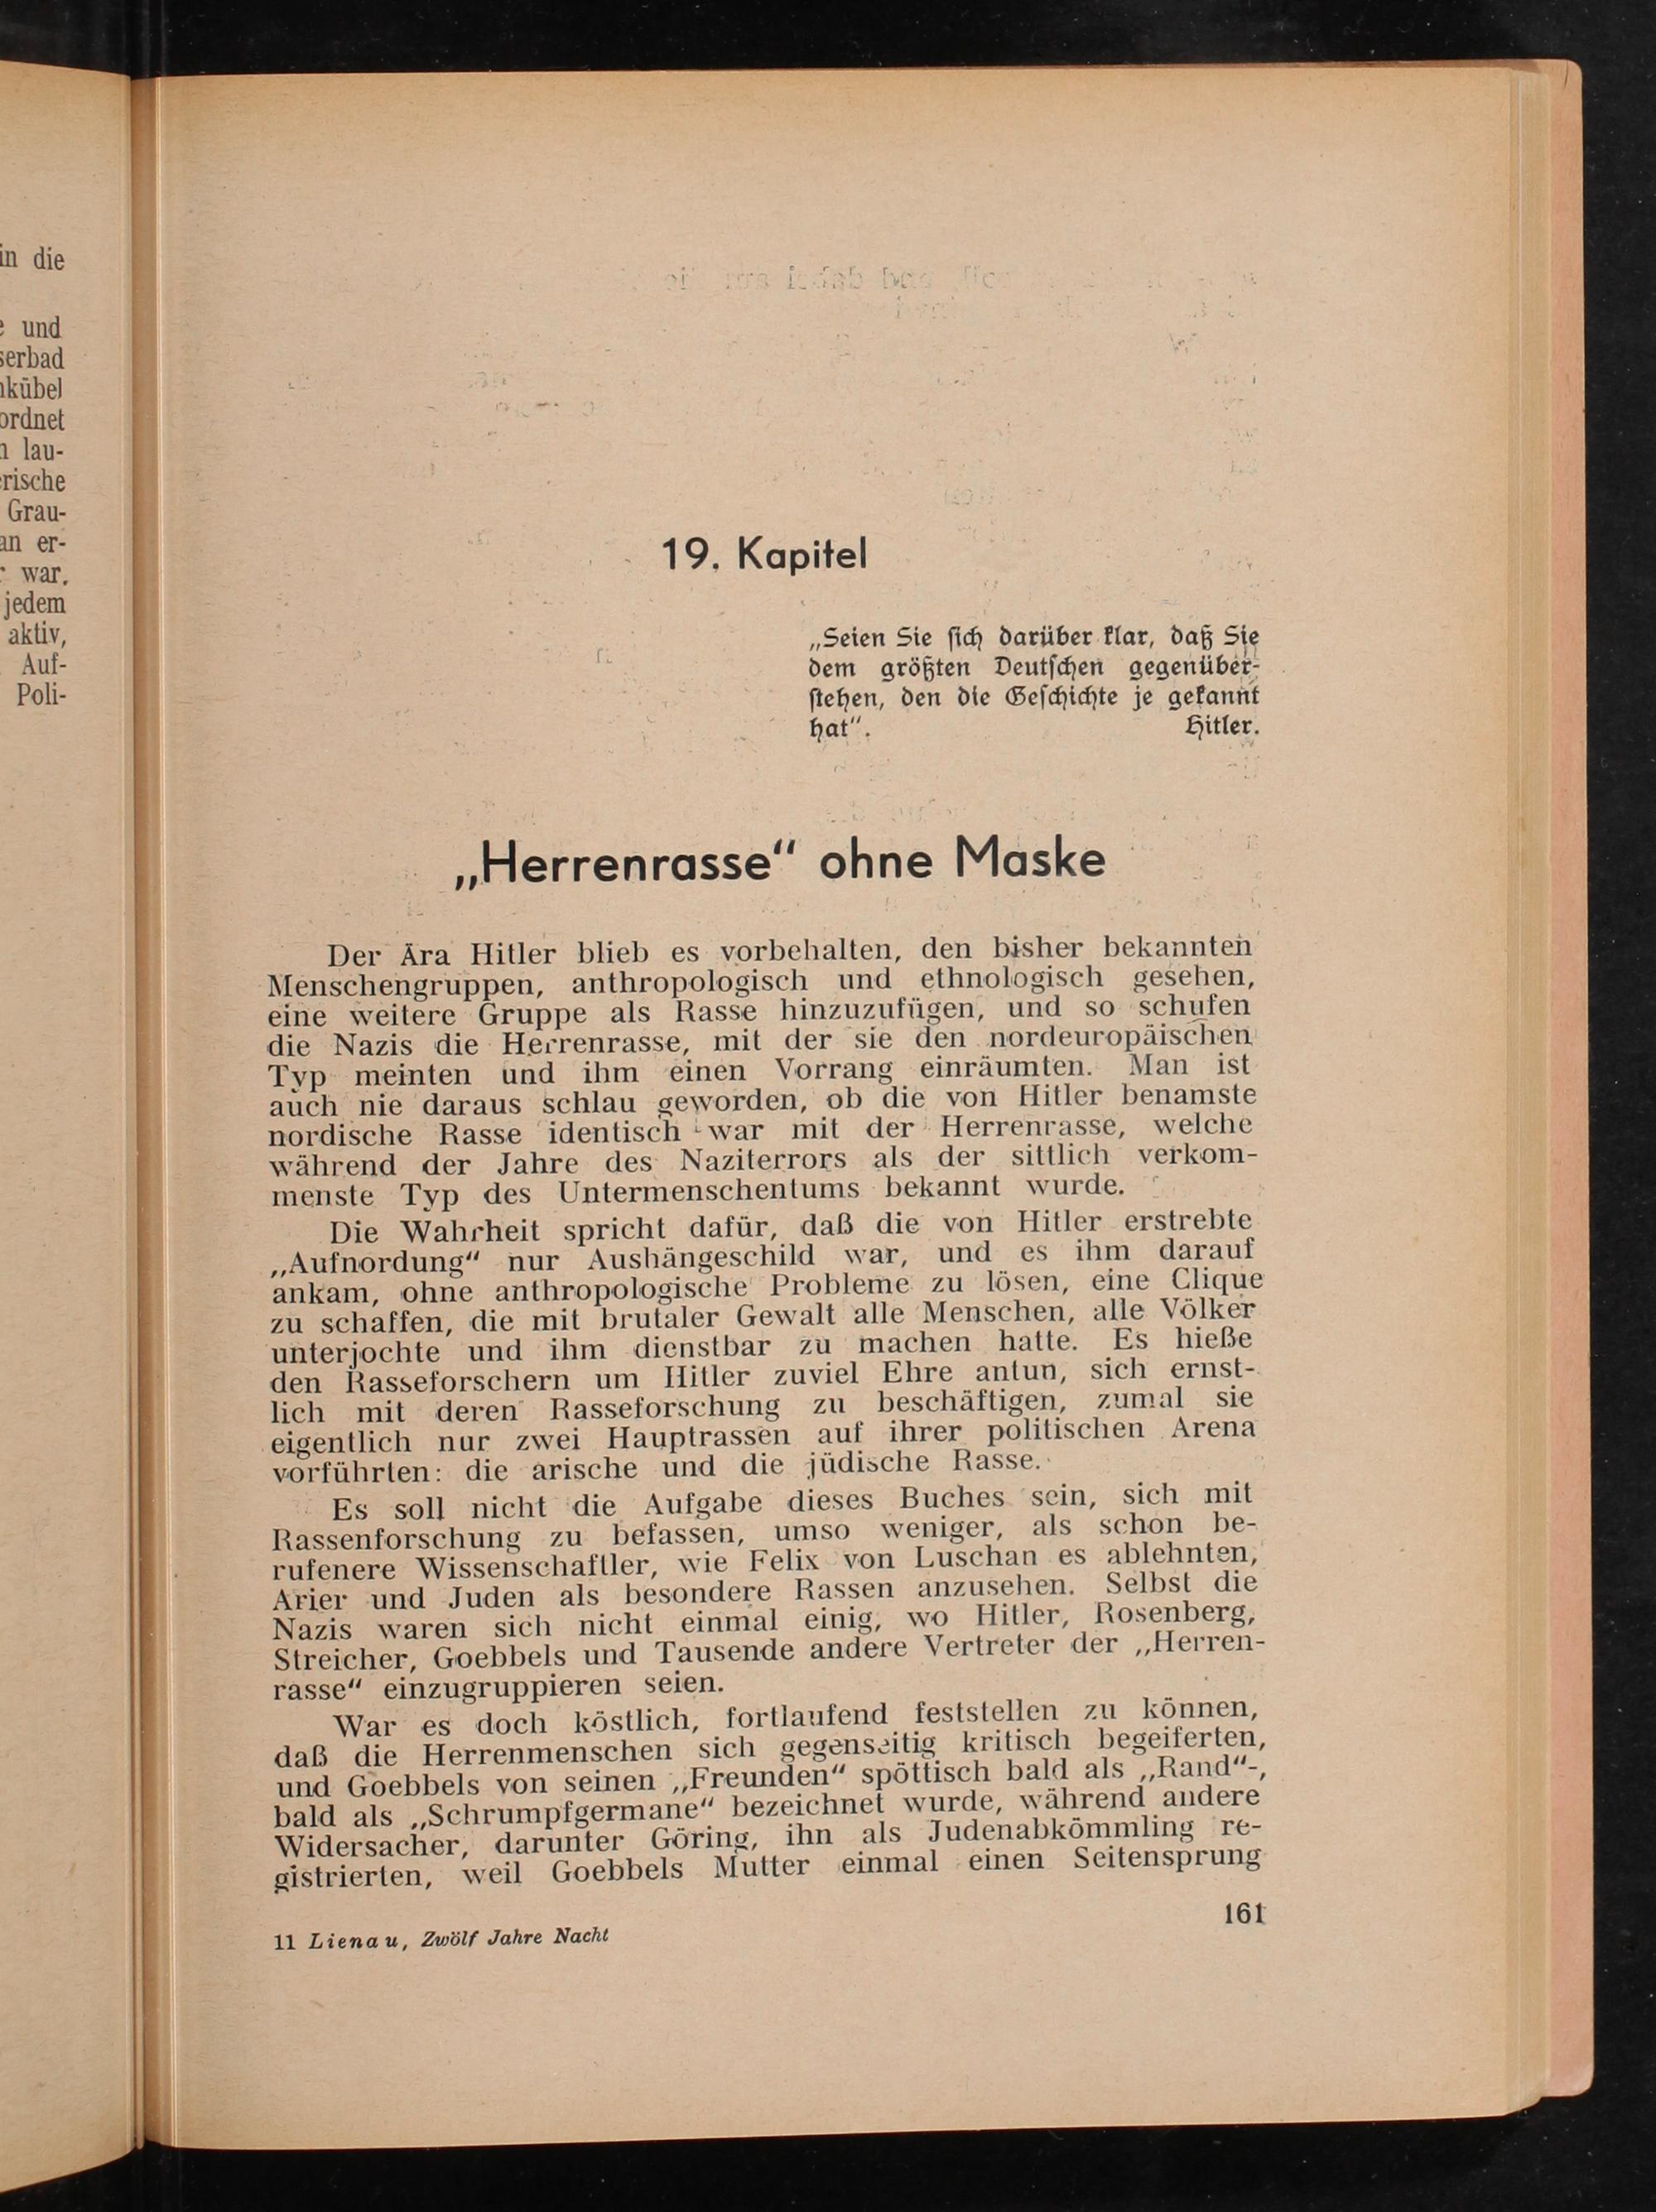 in die
und
serbad
kübel
ordnet
lau-
rische
Grau-
an er-
war.
jedem
aktiv,
Auf-
Poli-
19. Kapitel
„Seien Sie sich darüber klar, daß Sie
dem größten Deutschen gegenüber-
stehen, den die Geschichte je gekannt
hat“. Hitler.
„Herrenrasse“ ohne Maske
Der Ära Hitler blieb es vorbehalten, den bisher bekannten
Menschengruppen, anthropologisch und ethnologisch gesehen,
eine weitere Gruppe als Rasse hinzuzufügen, und so schufen
die Nazis die Herrenrasse, mit der sie den nordeuropäischen
Typ meinten und ihm einen Vorrang einräumten. Man ist
auch nie daraus schlau geworden, ob die von Hitler benamste
nordische Rasse identisch war mit der Herrenrasse, welche
während der Jahre des Naziterrors als der sittlich verkom-
menste Typ des Untermenschentums bekannt wurde.
Die Wahrheit spricht dafür, daß die von Hitler erstrebte
„Aufnordung“ nur Aushängeschild war, und es ihm darauf
ankam, ohne anthropologische Probleme zu lösen, eine Clique
zu schaffen, die mit brutaler Gewalt alle Menschen, alle Völker
unterjochte und ihm dienstbar zu machen hatte. Es hieße
den Rasseforschern um Hitler zuviel Ehre antun, sich ernst-
lich mit deren Rasseforschung zu beschäftigen, zumal sie
eigentlich nur zwei Hauptrassen auf ihrer politischen Arena
vorführten: die arische und die jüdische Rasse.
Es soll nicht die Aufgabe dieses Buches sein, sich mit
Rassenforschung zu befassen, umso weniger, als schon be-
rufenere Wissenschaftler, wie Felix von Luschan es ablehnten,
Arier und Juden als besondere Rassen anzusehen. Selbst die
Nazis waren sich nicht einmal einig, wo Hitler, Rosenberg,
Streicher, Goebbels und Tausende andere Vertreter der „Herren-
rasse“ einzugruppieren seien.
War es doch köstlich, fortlaufend feststellen zu können,
daß die Herrenmenschen sich gegenseitig kritisch begeiferten,
und Goebbels von seinen „Freunden“ spöttisch bald als „Rand“-,
bald als „Schrumpfgermane“ bezeichnet wurde, während andere
Widersacher, darunter Göring, ihn als Judenabkömmling re-
gistrierten, weil Goebbels Mutter einmal einen Seitensprung
161
11 Lienau, Zwölf Jahre Nacht